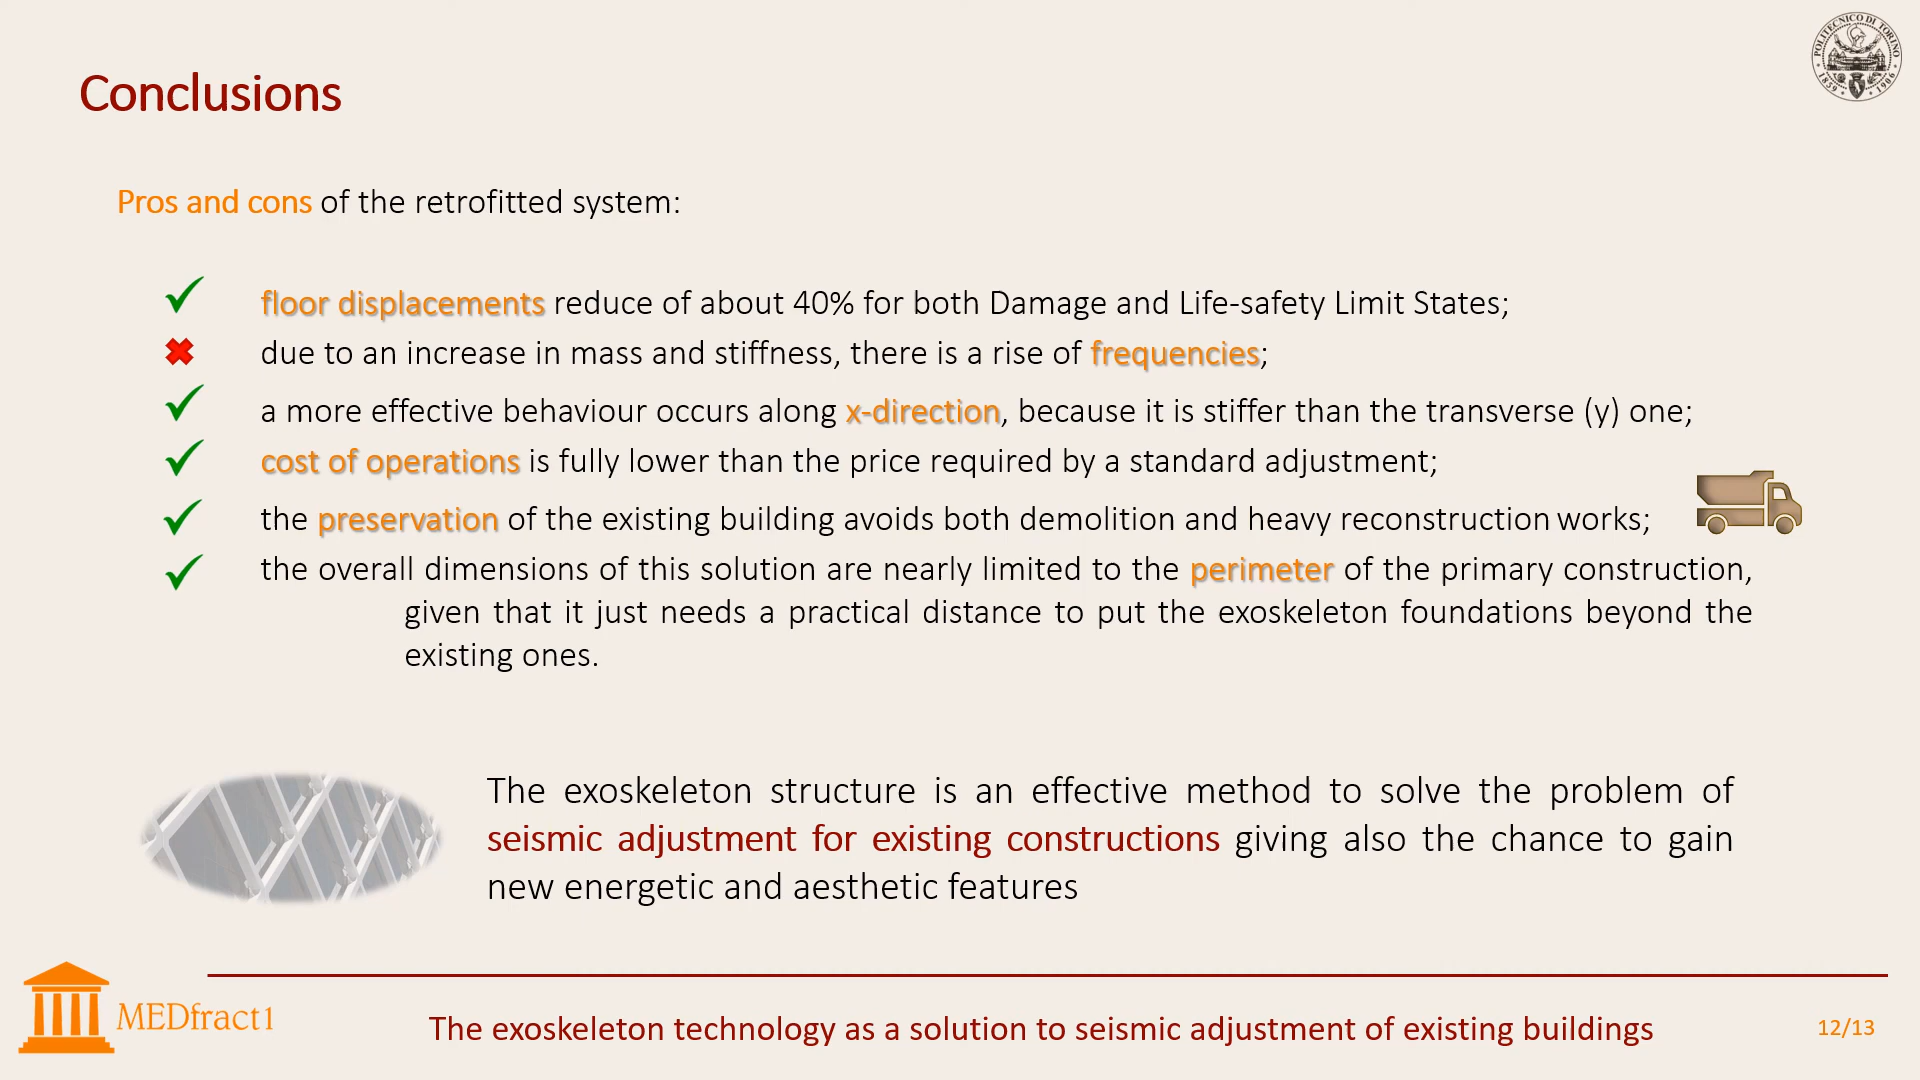 POLITECNICO DI TORINO
1859 1906
Conclusions
Pros and cons of the retrofitted system:
floor displacements reduce of about 40% for both Damage and Life-safety Limit States;
due to an increase in mass and stiffness, there is a rise of frequencies;
a more effective behaviour occurs along x-direction, because it is stiffer than the transverse (y) one;
cost of operations is fully lower than the price required by a standard adjustment;
the preservation of the existing building avoids both demolition and heavy reconstruction works;
the overall dimensions of this solution are nearly limited to the perimeter of the primary construction,
given that it just needs a practical distance to put the exoskeleton foundations beyond the
existing ones.
The exoskeleton structure is an effective method to solve the problem of
seismic adjustment for existing constructions giving also the chance to gain
new energetic and aesthetic features
MEDfract1
The exoskeleton technology as a solution to seismic adjustment of existing buildings
12/13